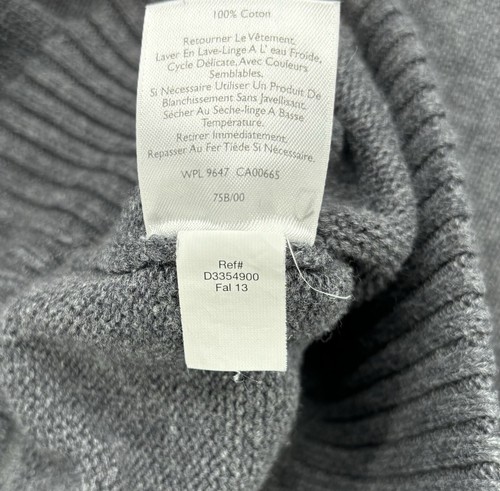 100% Coton
Retourner Le Vêtement,
Laver En Lave-Linge A L' eau Froide,
Cycle Délicate, Avec Couleurs
Semblables,
Si Nécessaire Utiliser Un Produit De
Blanchissement Sans Javellisant,
Sécher Au Sèche-linge A Basse
Température.
Retirer Immédiatement,
Repasser Au Fer Tiède Si Nécessaire.
WPL 9647 CA00665
75B/00
Ref#
D3354900
Fal 13